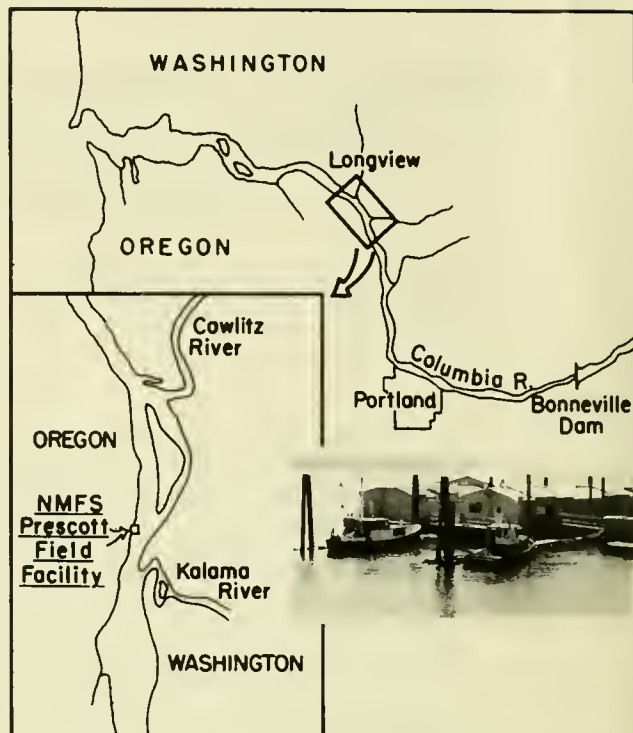 WASHINGTON
Longview
OREGON
Columbia R.
Portland
Bonneville
Dam
Cowlitz
River
OREGON
NMFS
Prescott
Field
Facility
Kalama
River
WASHINGTON